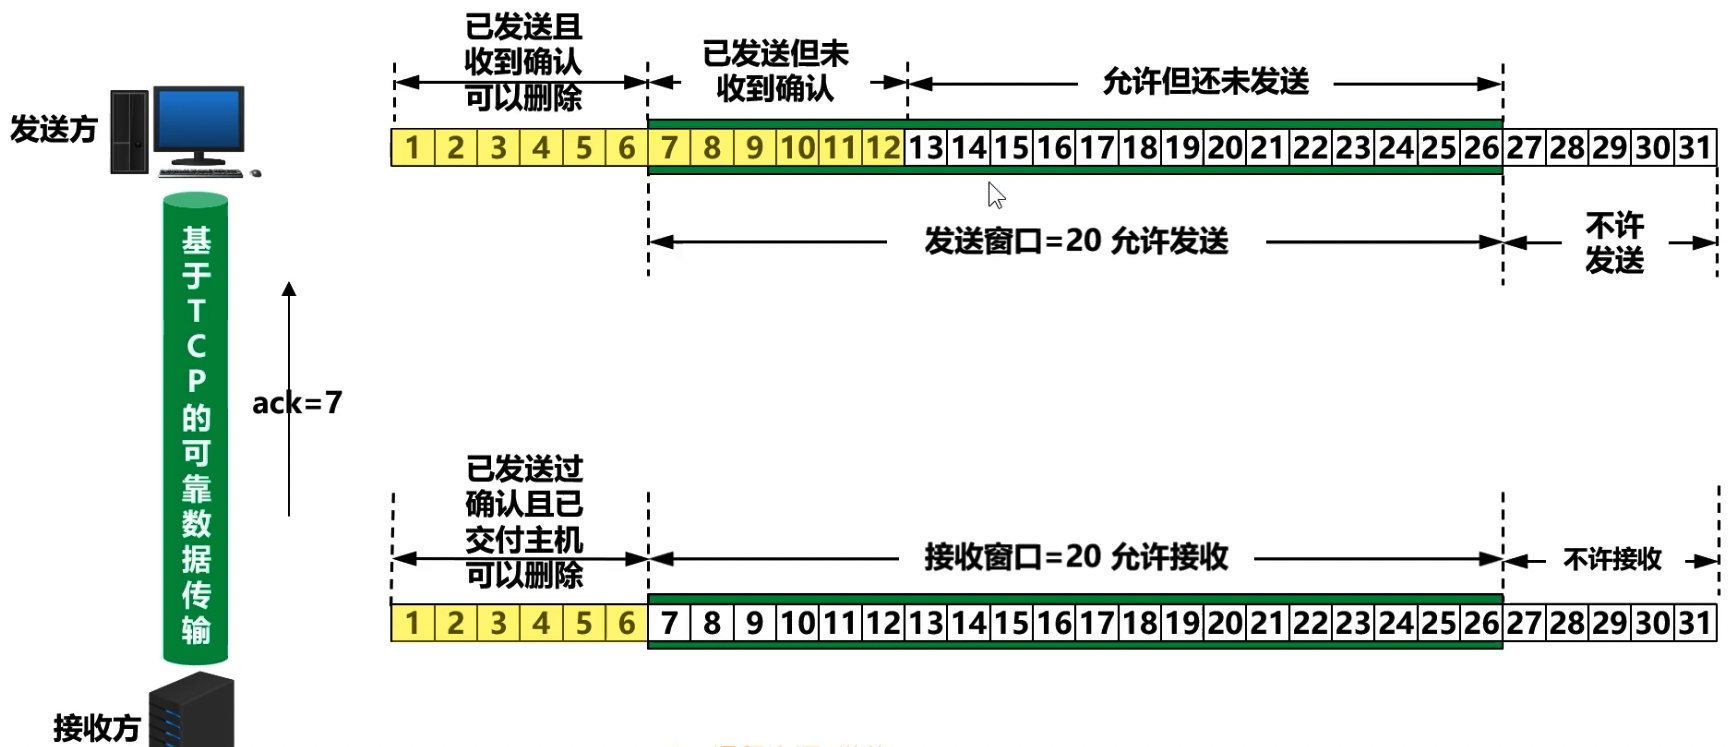 已发送且
收到确认
可以删除
已发送但未
收到确认
允许但还未发送
发送方
1 2 3 4 5 6 7 8 9 10 11 12 13 14 15 16 17 18 19 20 21 22 23 24 25 26 27 28 29 30 31
发送窗口=20 允许发送
不许
发送
基于TCP的可靠数据传输
ack=7
已发送过
确认且已
交付主机
可以删除
接收窗口=20 允许接收
不许接收
1 2 3 4 5 6 7 8 9 10 11 12 13 14 15 16 17 18 19 20 21 22 23 24 25 26 27 28 29 30 31
接收方